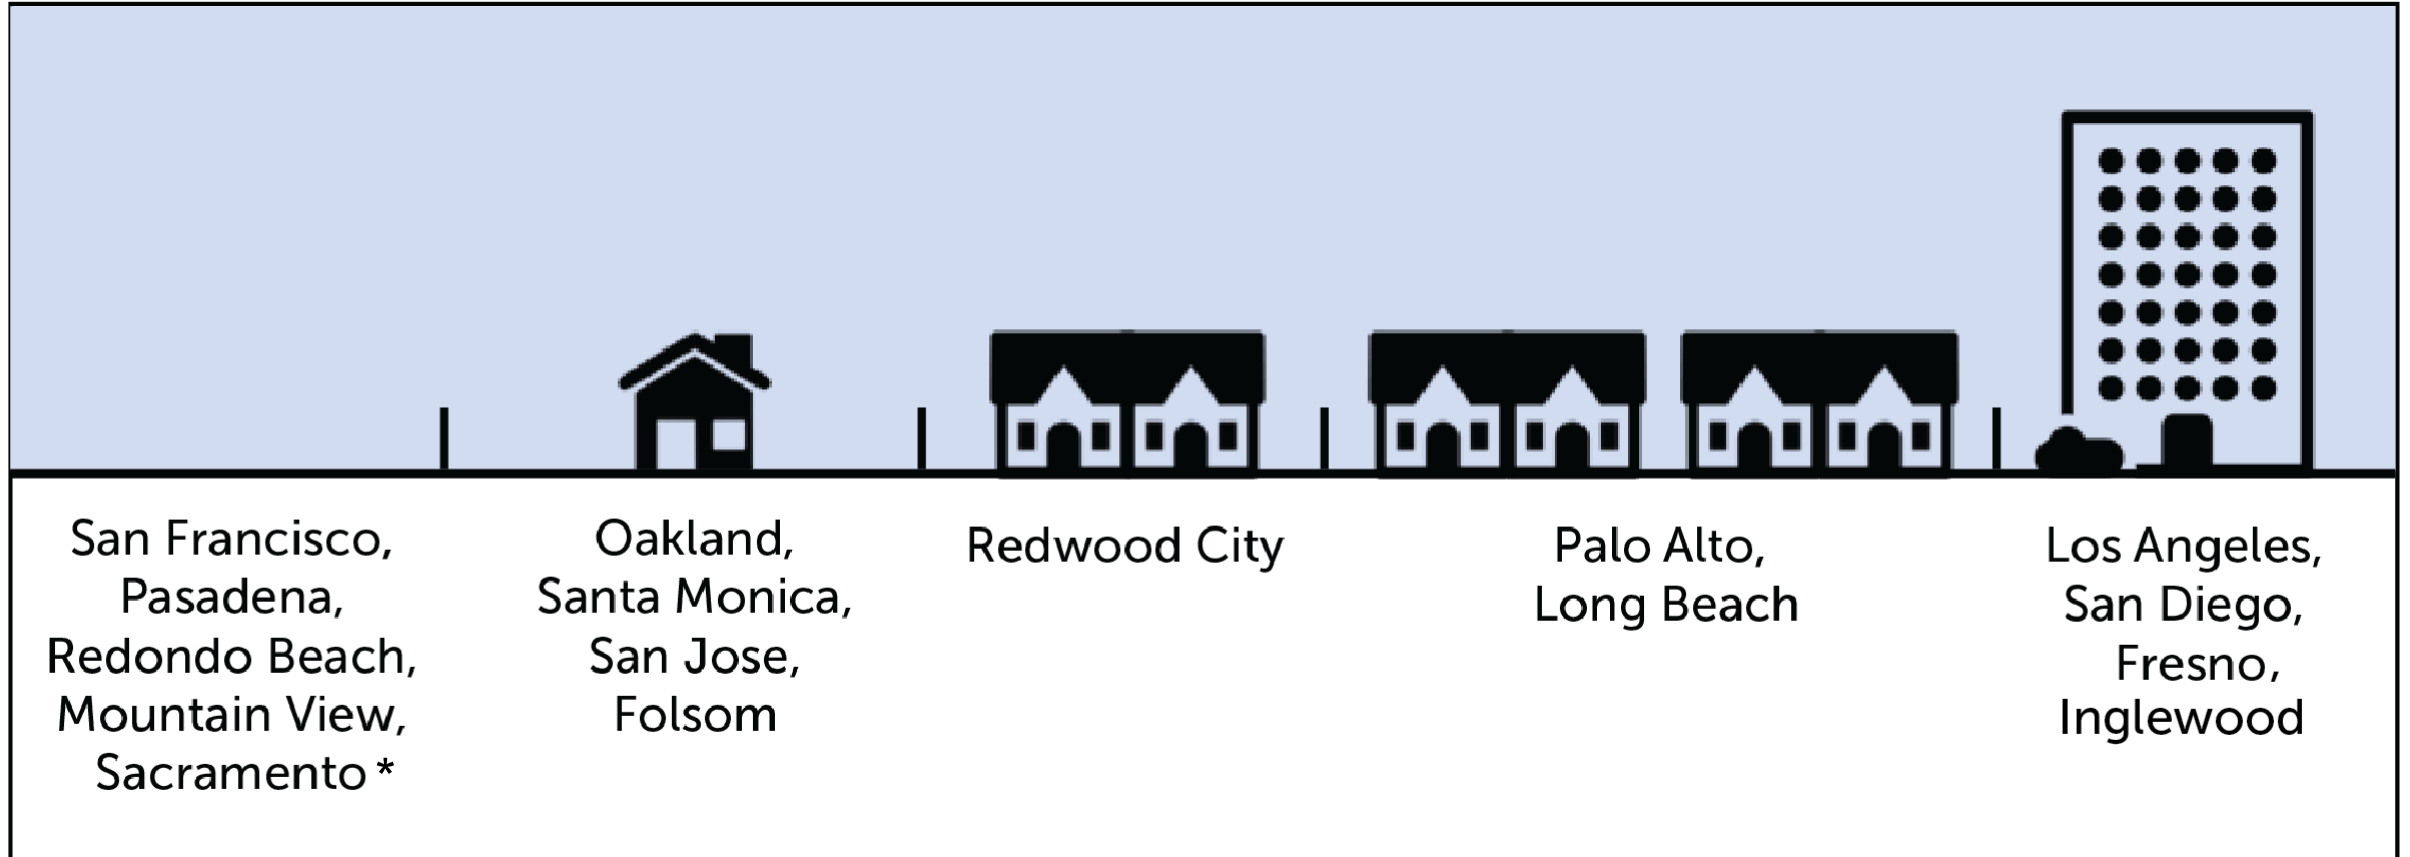 San Francisco,
Pasadena,
Redondo Beach,
Mountain View,
Sacramento *
Oakland,
Santa Monica,
San Jose,
Folsom
Redwood City
Palo Alto,
Long Beach
Los Angeles,
San Diego,
Fresno,
Inglewood